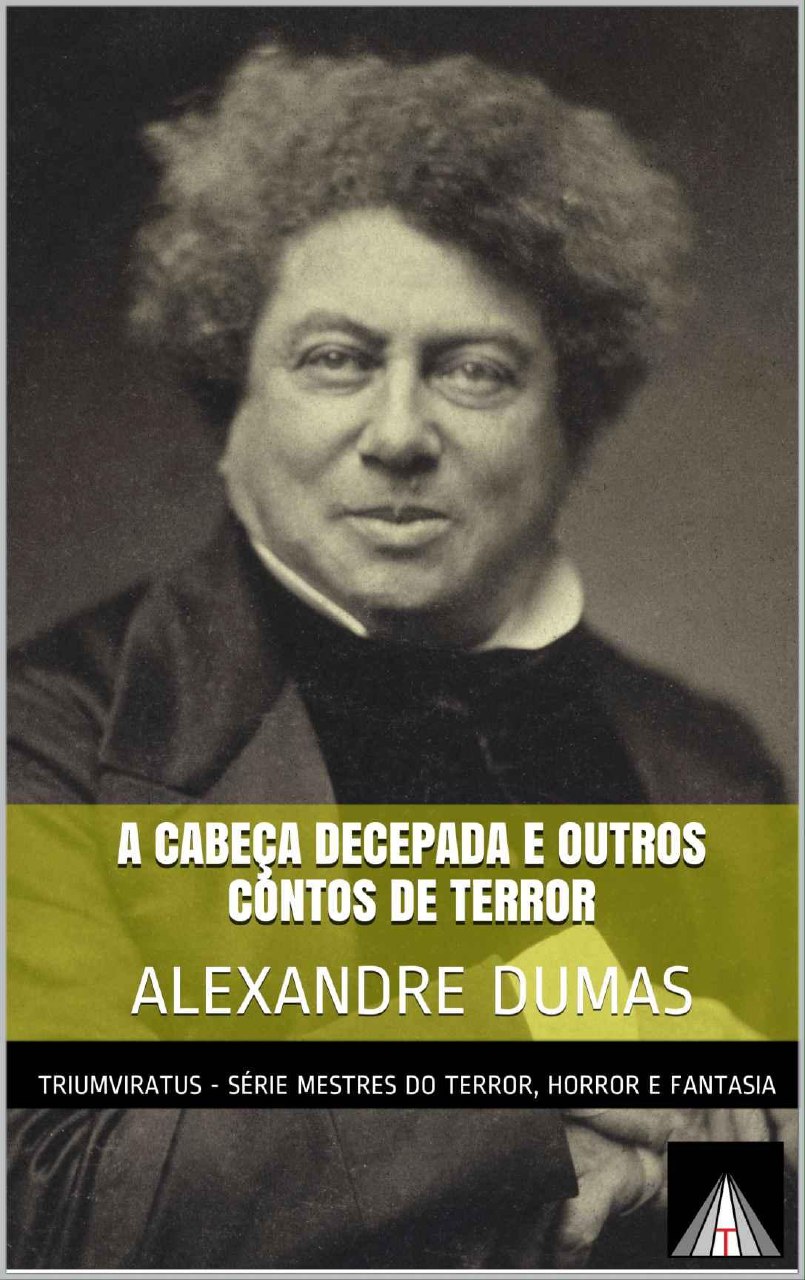 A CABEÇA DECEPADA E OUTROS
CONTOS DE TERROR
ALEXANDRE DUMAS
TRIUMVIRATUS - SÉRIE MESTRES DO TERROR, HORROR E FANTASIA
T